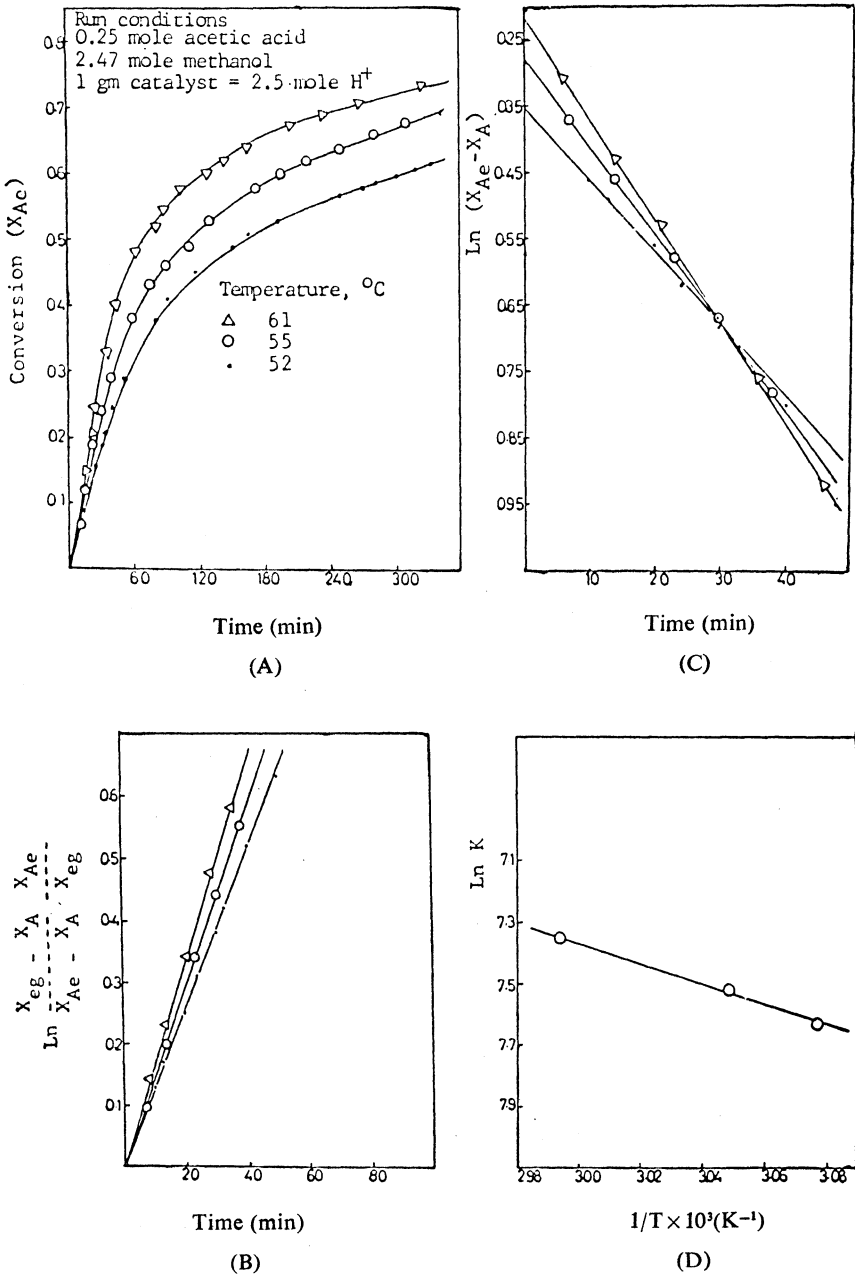 Run conditions
0.25 mole acetic acid
2.47 mole methanol
1 gm catalyst = 2.5 mole H+
0.8
0.7
0.6
0.5
0.4
0.3
0.2
0.1
Conversion (XAc)
Temperature, °C
△ 61
○ 55
. 52
60 120 180 240 300
Time (min)
(A)
0.25
0.35
0.45
0.55
0.65
0.75
0.85
0.95
Ln (XAe-XA)
10 20 30 40
Time (min)
(C)
0.6
0.5
0.4
0.3
0.2
0.1
Ln
Xeg - XA XAe
XAe - XA Xeg
20 40 60 80
Time (min)
(B)
Ln K
7.1
7.3
7.5
7.7
7.9
2.98 3.00 3.02 3.04 3.06 3.08
1/T × 10³(K⁻¹)
(D)